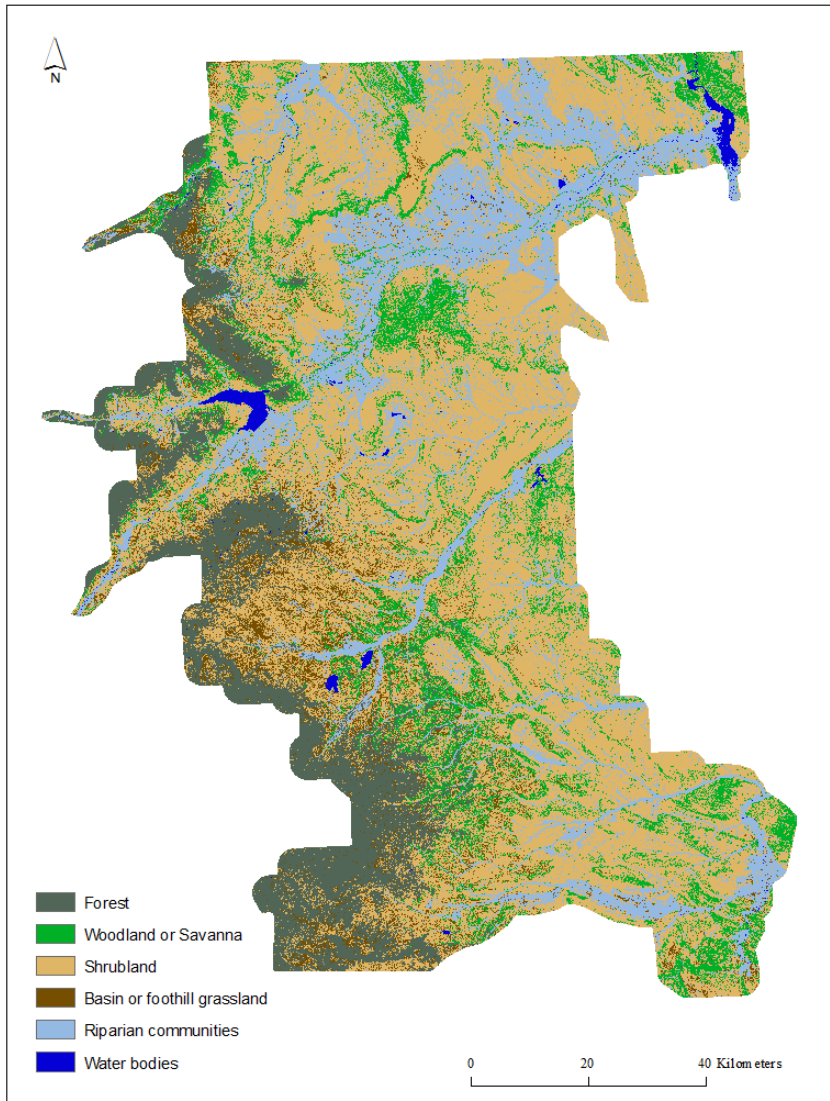 N
Forest
Woodland or Savanna
Shrubland
Basin or foothill grassland
Riparian communities
Water bodies
0 20 40 Kilometers